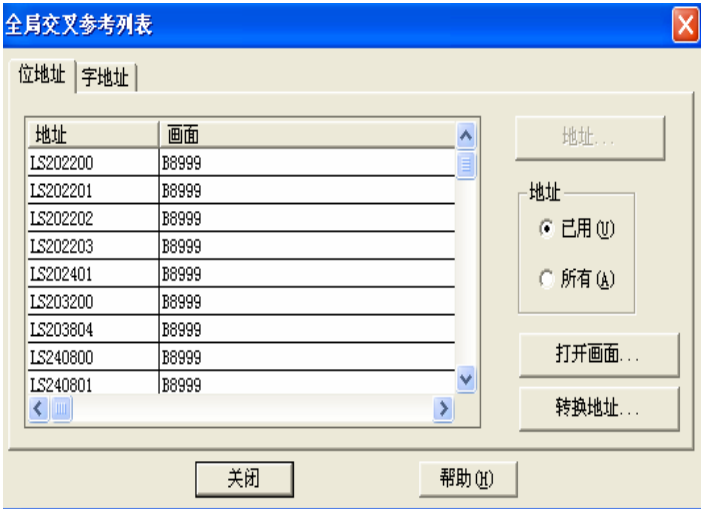 全局交叉参考列表
位地址 字地址
地址 画面
LS202200 B8999
LS202201 B8999
LS202202 B8999
LS202203 B8999
LS202401 B8999
LS203200 B8999
LS203804 B8999
LS240800 B8999
LS240801 B8999
地址...
地址
已用(U)
所有(A)
打开画面...
转换地址...
关闭 帮助(H)